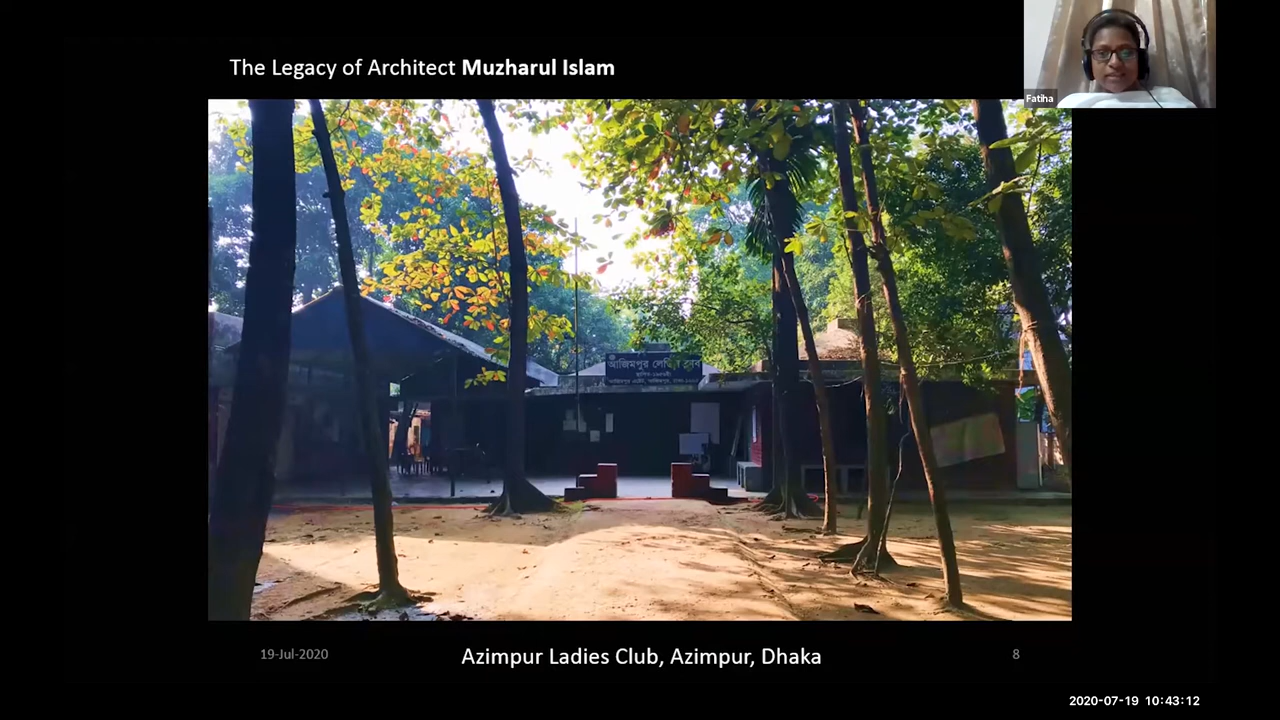 The Legacy of Architect Muzharul Islam
Fatiha
আজিমপুর লেডিস ক্লাব
19-Jul-2020
Azimpur Ladies Club, Azimpur, Dhaka
8
2020-07-19 10:43:12